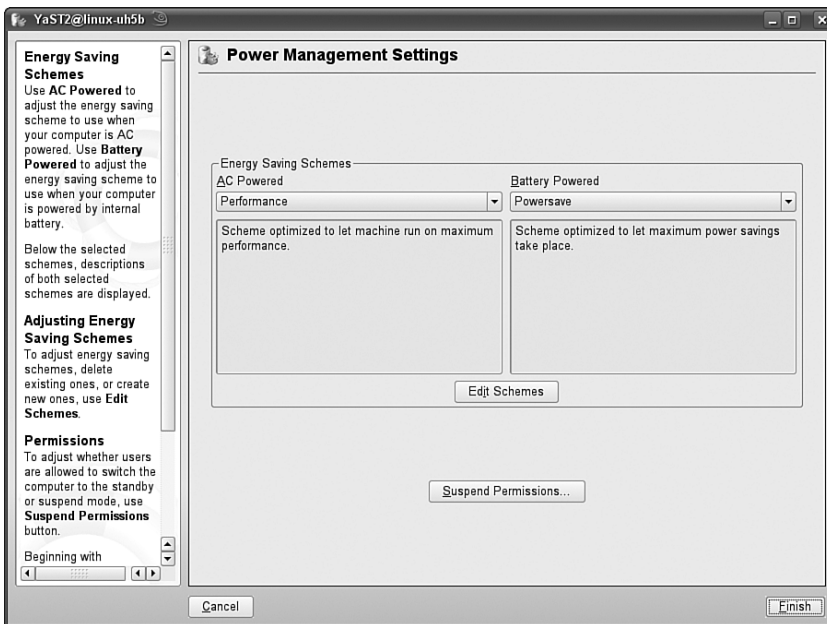 YaST2@linux-uh5b
Energy Saving
Schemes
Use AC Powered to
adjust the energy saving
scheme to use when
your computer is AC
powered. Use Battery
Powered to adjust the
energy saving scheme to
use when your computer
is powered by internal
battery.
Below the selected
schemes, descriptions
of both selected
schemes are displayed.
Adjusting Energy
Saving Schemes
To adjust energy saving
schemes, delete
existing ones, or create
new ones, use Edit
Schemes.
Permissions
To adjust whether users
are allowed to switch the
computer to the standby
or suspend mode, use
Suspend Permissions
button.
Beginning with
Power Management Settings
Energy Saving Schemes
AC Powered
Performance
Scheme optimized to let machine run on maximum
performance.
Battery Powered
Powersave
Scheme optimized to let maximum power savings
take place.
Edit Schemes
Suspend Permissions...
Cancel
Finish